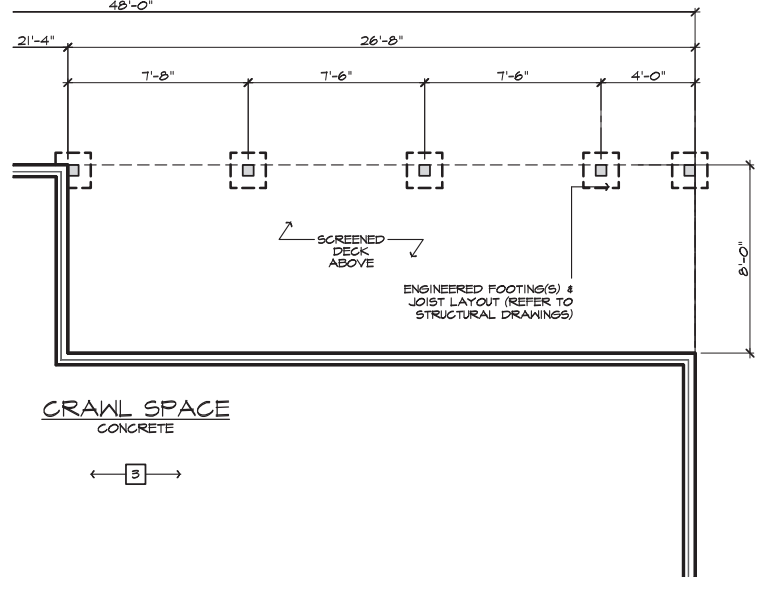 48'-0"
21'-4" 26'-8"
7'-8" 7'-6" 7'-6" 4'-0"
8'-0"
SCREENED
DECK
ABOVE
ENGINEERED FOOTING(S) &
JOIST LAYOUT (REFER TO
STRUCTURAL DRAWINGS)
CRAWL SPACE
CONCRETE
3